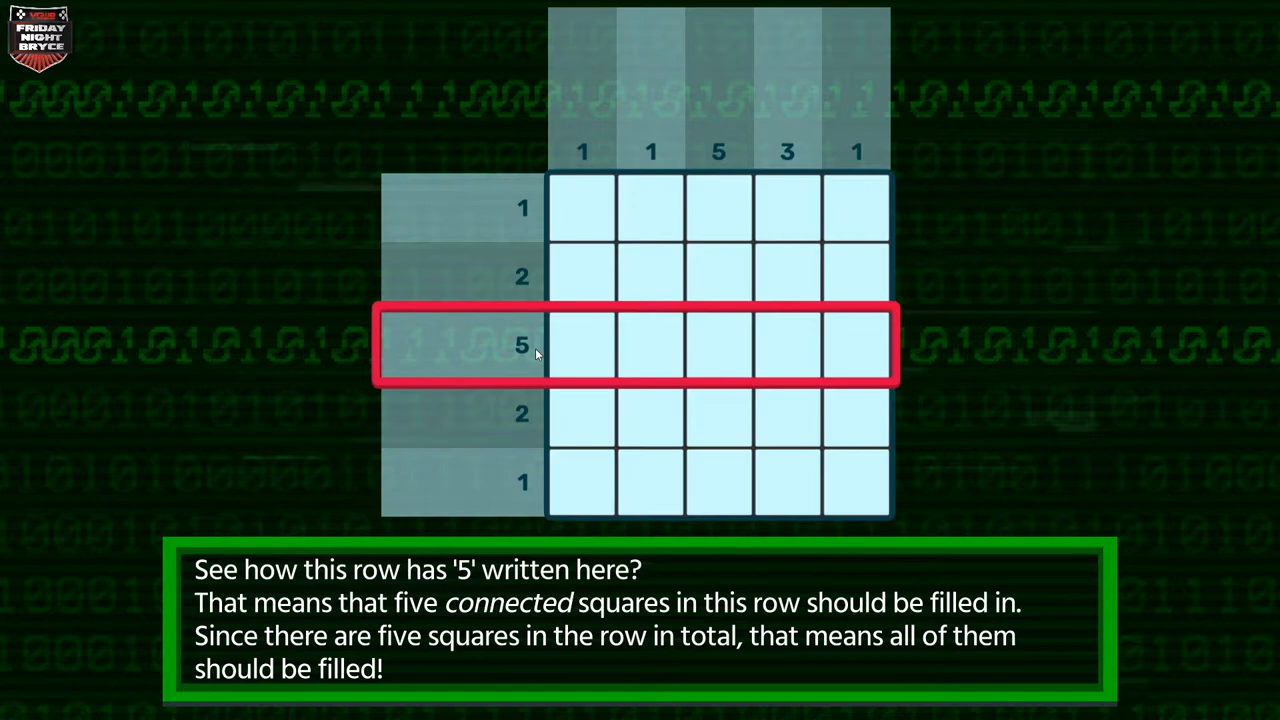 FRIDAY
NIGHT
BRYCE
1 1 5 3 1
1
2
5
2
1
See how this row has '5' written here?
That means that five connected squares in this row should be filled in.
Since there are five squares in the row in total, that means all of them
should be filled!